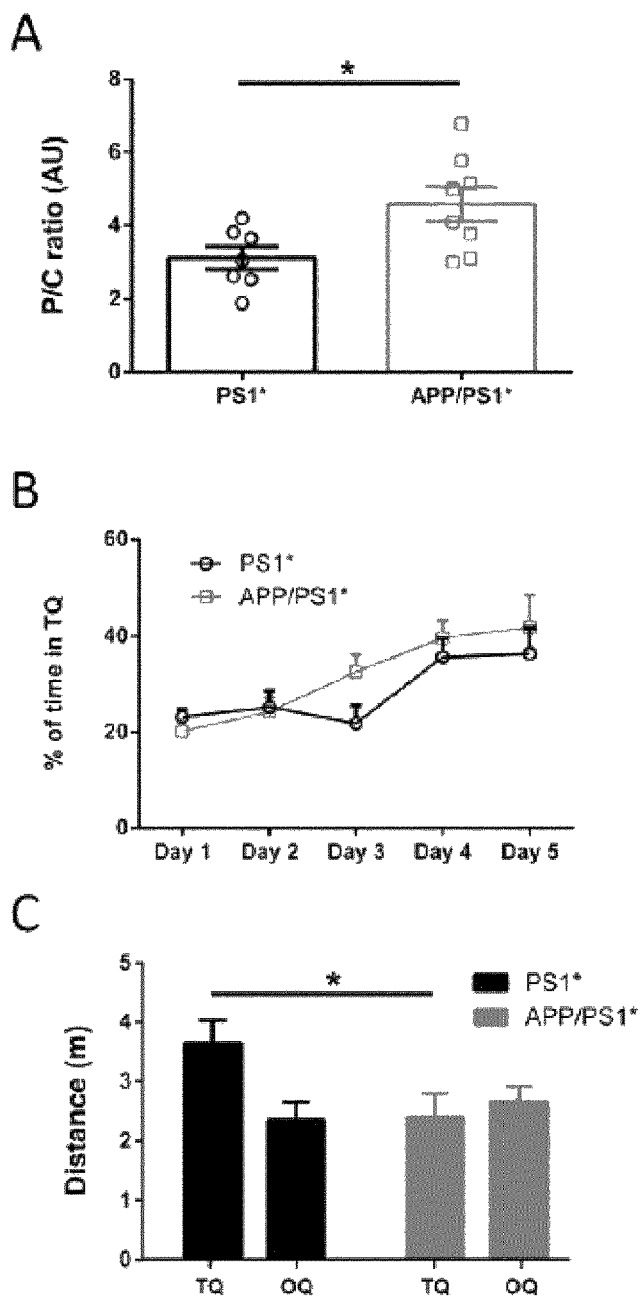 A
*
8
6
4
2
0
P/C ratio (AU)
PS1*
APP/PS1*
B
60
40
20
0
% of time in TQ
PS1*
APP/PS1*
Day 1 Day 2 Day 3 Day 4 Day 5
C
5
4
3
2
1
0
Distance (m)
*
PS1*
APP/PS1*
TQ OQ TQ OQ